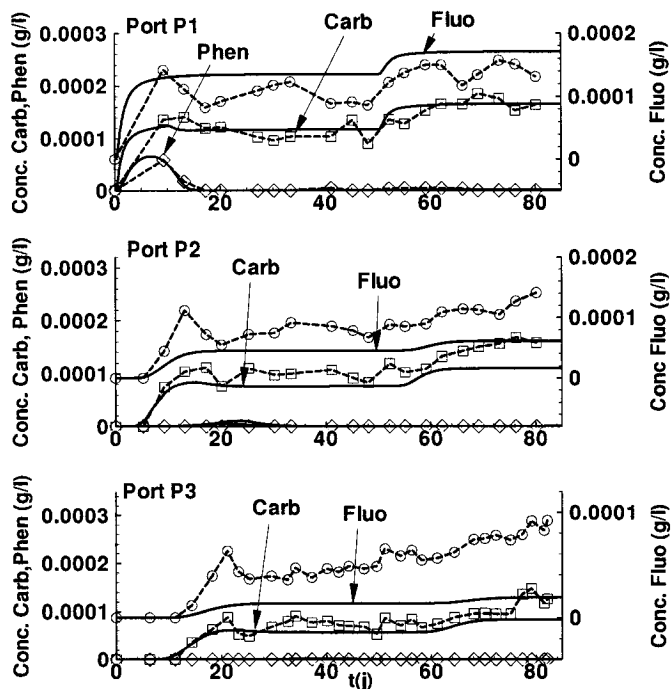 Port P1
Carb
Fluo
Phen
Conc. Carb,Phen (g/l)
0.0003
0.0002
0.0001
0
0 20 40 60 80
0.0002
0.0001
0
Conc. Fluo (g/l)
Port P2
Carb
Fluo
Conc. Carb, Phen (g/l)
0.0003
0.0002
0.0001
0
0 20 40 60 80
0.0002
0.0001
0
Conc. Fluo (g/l)
Port P3
Carb
Fluo
Conc. Carb,Phen (g/l)
0.0003
0.0002
0.0001
0
0 20 40 60 80
t(j)
0.0001
0
Conc. Fluo (g/l)